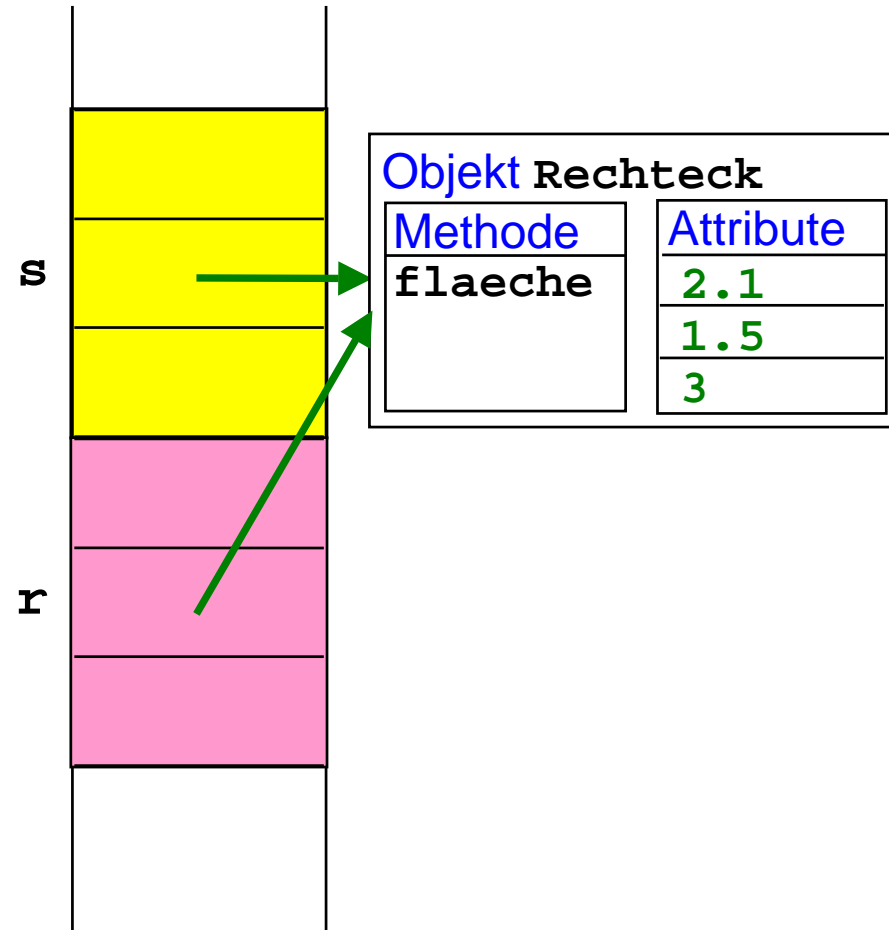 Objekt Rechteck
Methode
flaeche
Attribute
2.1
1.5
3
s
r